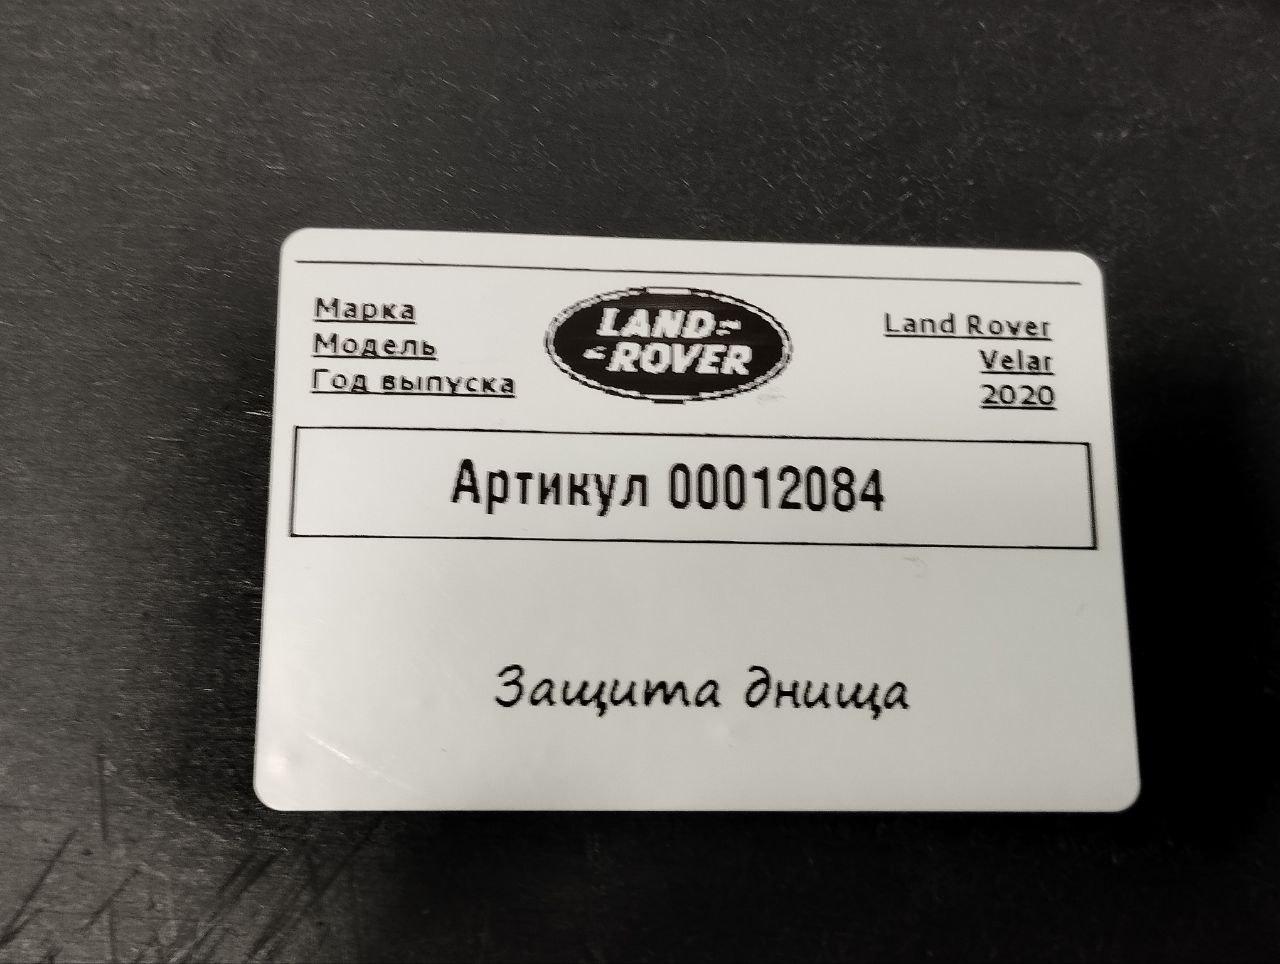 Марка
Модель
Год выпуска
LAND
ROVER
Land Rover
Velar
2020
Артикул 00012084
Защита днища